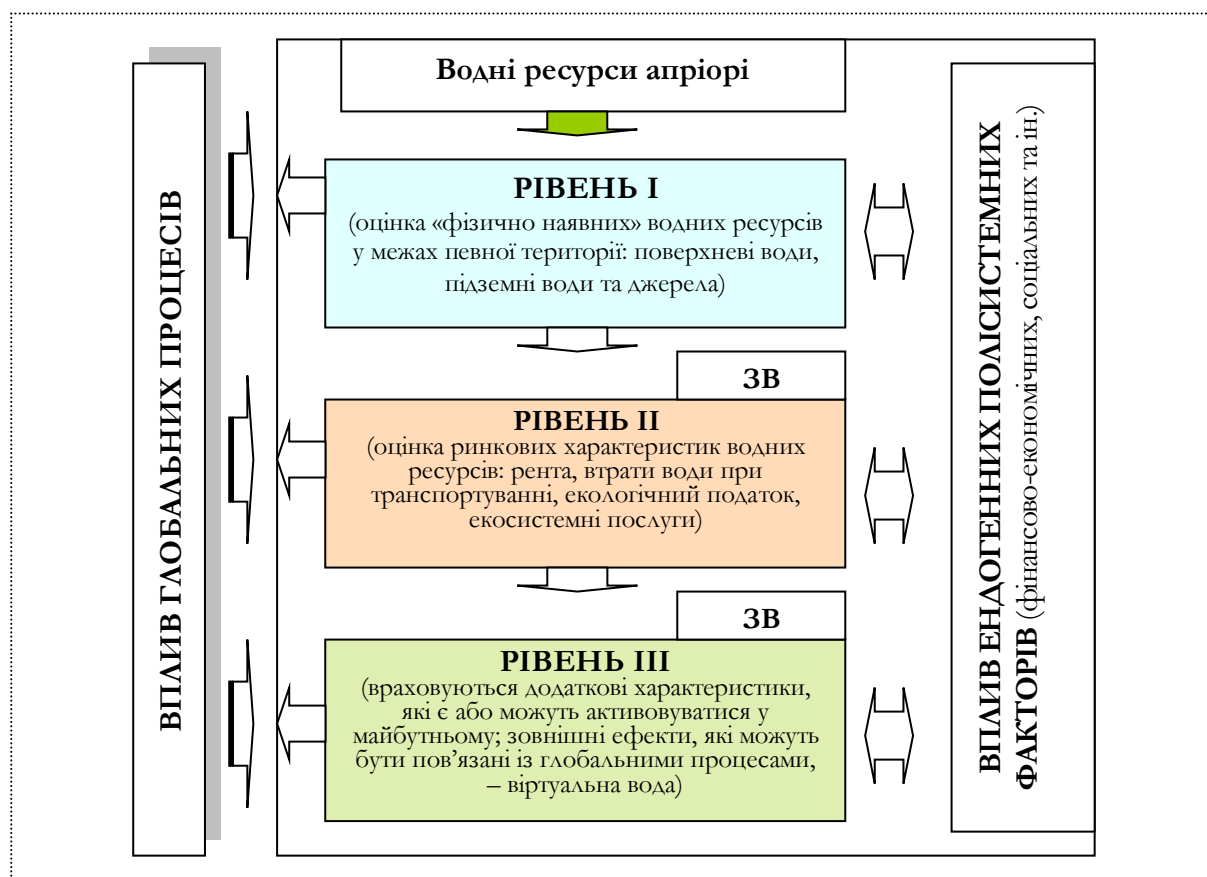 ВПЛИВ ГЛОБАЛЬНИХ ПРОЦЕСІВ
Водні ресурси апріорі
РІВЕНЬ І
(оцінка «фізично наявних» водних ресурсів
у межах певної території: поверхневі води,
підземні води та джерела)
ЗВ
РІВЕНЬ ІІ
(оцінка ринкових характеристик водних
ресурсів: рента, втрати води при
транспортуванні, екологічний податок,
екосистемні послуги)
ЗВ
РІВЕНЬ ІІІ
(враховуються додаткові характеристики,
які є або можуть активовуватися у
майбутньому; зовнішні ефекти, які можуть
бути пов’язані із глобальними процесами,
– віртуальна вода)
ВПЛИВ ЕНДОГЕННИХ ПОЛІСИСТЕМНИХ
ФАКТОРІВ (фінансово-економічних, соціальних та ін.)